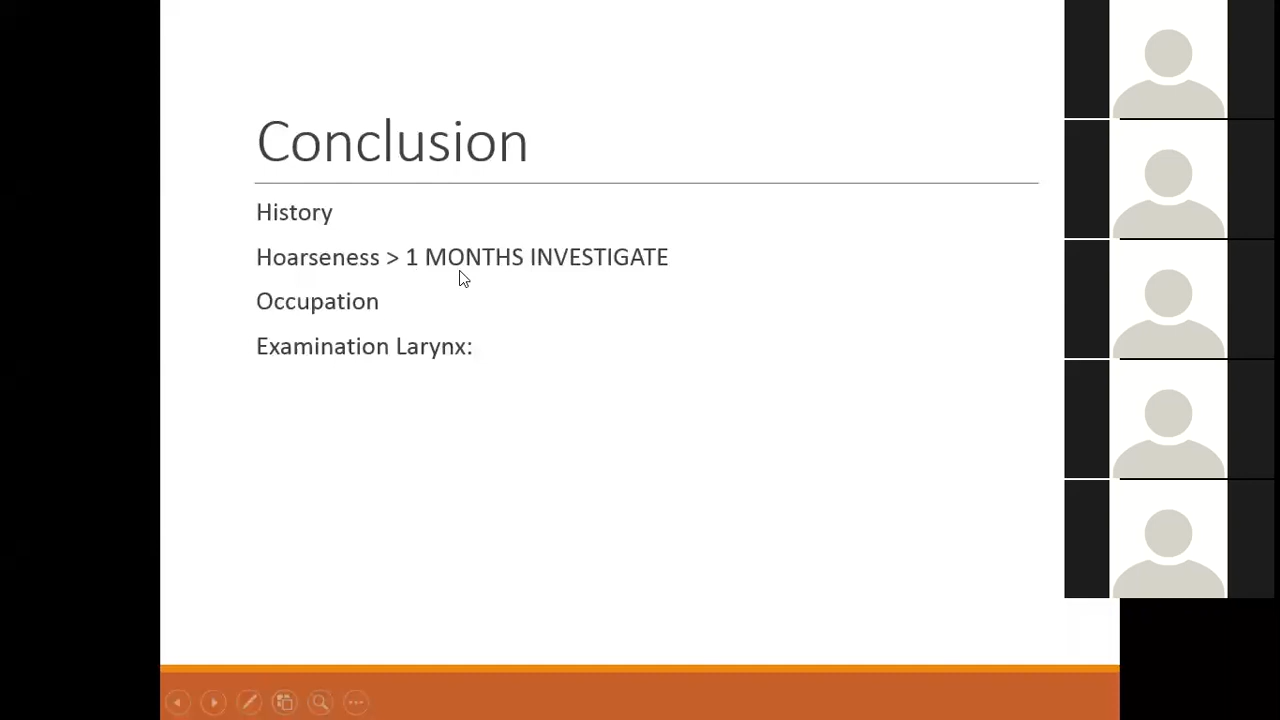 Conclusion
History
Hoarseness > 1 MONTHS INVESTIGATE
Occupation
Examination Larynx: